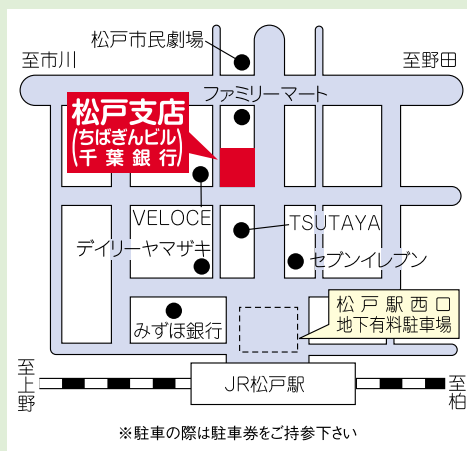 松戸市民劇場
至市川
至野田
ファミリーマート
松戸支店
(ちばぎんビル)
(千葉銀行)
VELOCE
TSUTAYA
デイリーヤマザキ
セブンイレブン
松戸駅西口
地下有料駐車場
みずほ銀行
至上野
JR松戸駅
至柏
※駐車の際は駐車券をご持参下さい